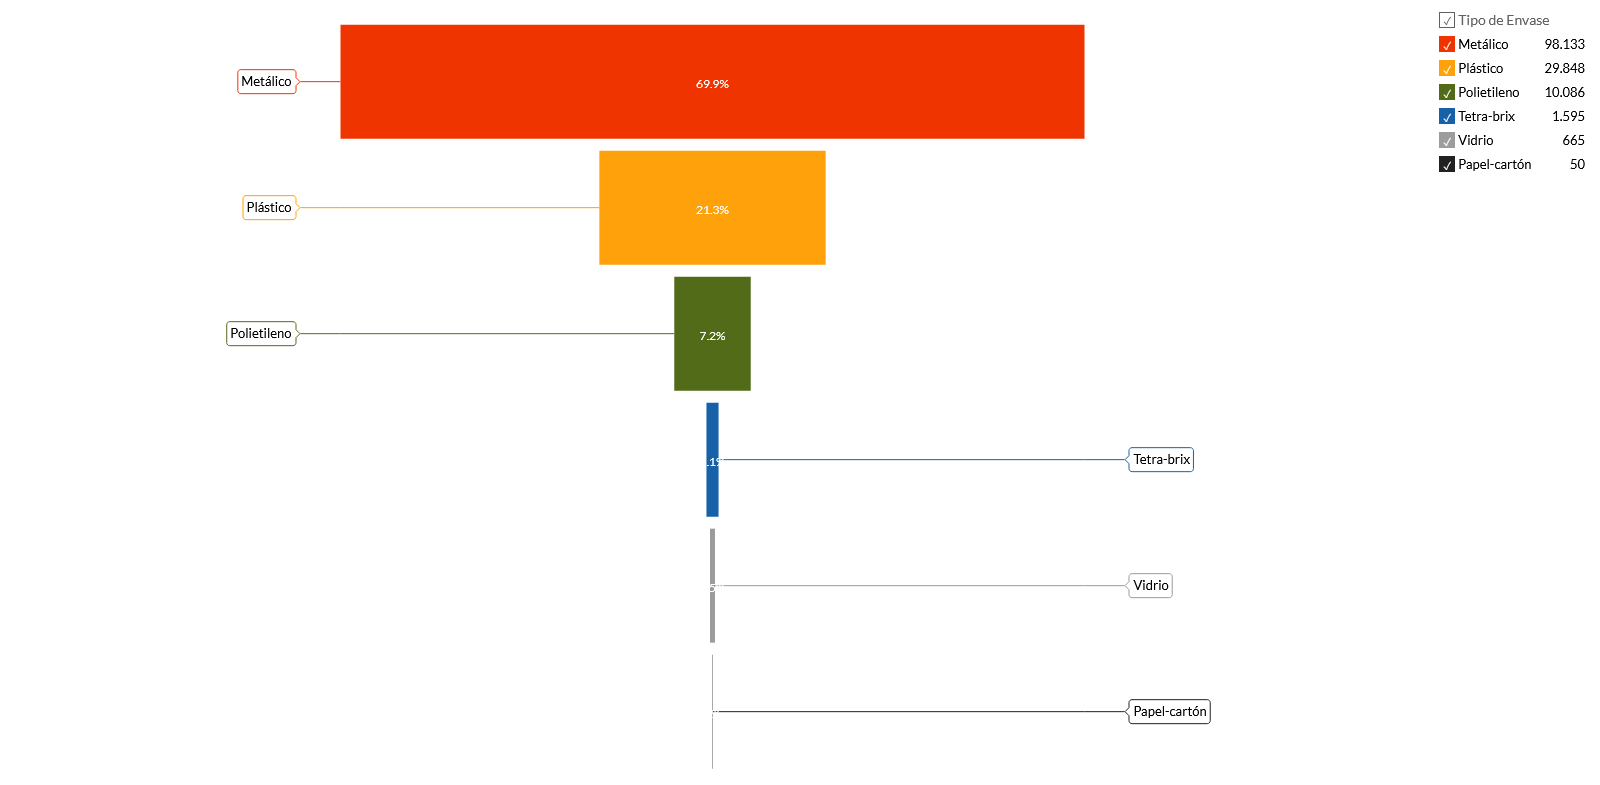 Tipo de Envase
Metálico 98.133
Plástico 29.848
Polietileno 10.086
Tetra-brix 1.595
Vidrio 665
Papel-cartón 50
Metálico
69.9%
Plástico
21.3%
Polietileno
7.2%
Tetra-brix
Vidrio
Papel-cartón